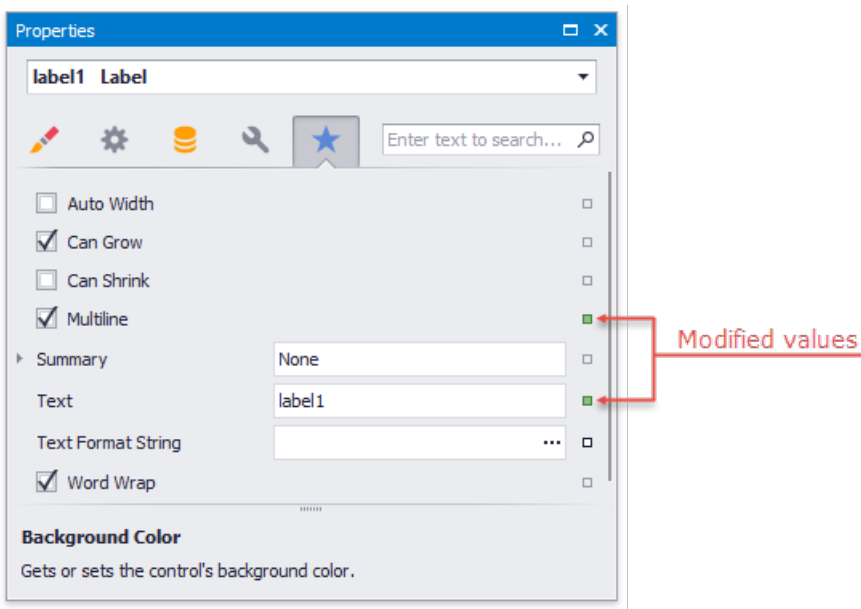 Properties
label1 Label
Enter text to search...
Auto Width
Can Grow
Can Shrink
Multiline
Modified values
Summary None
Text label1
Text Format String ...
Word Wrap
Background Color
Gets or sets the control's background color.